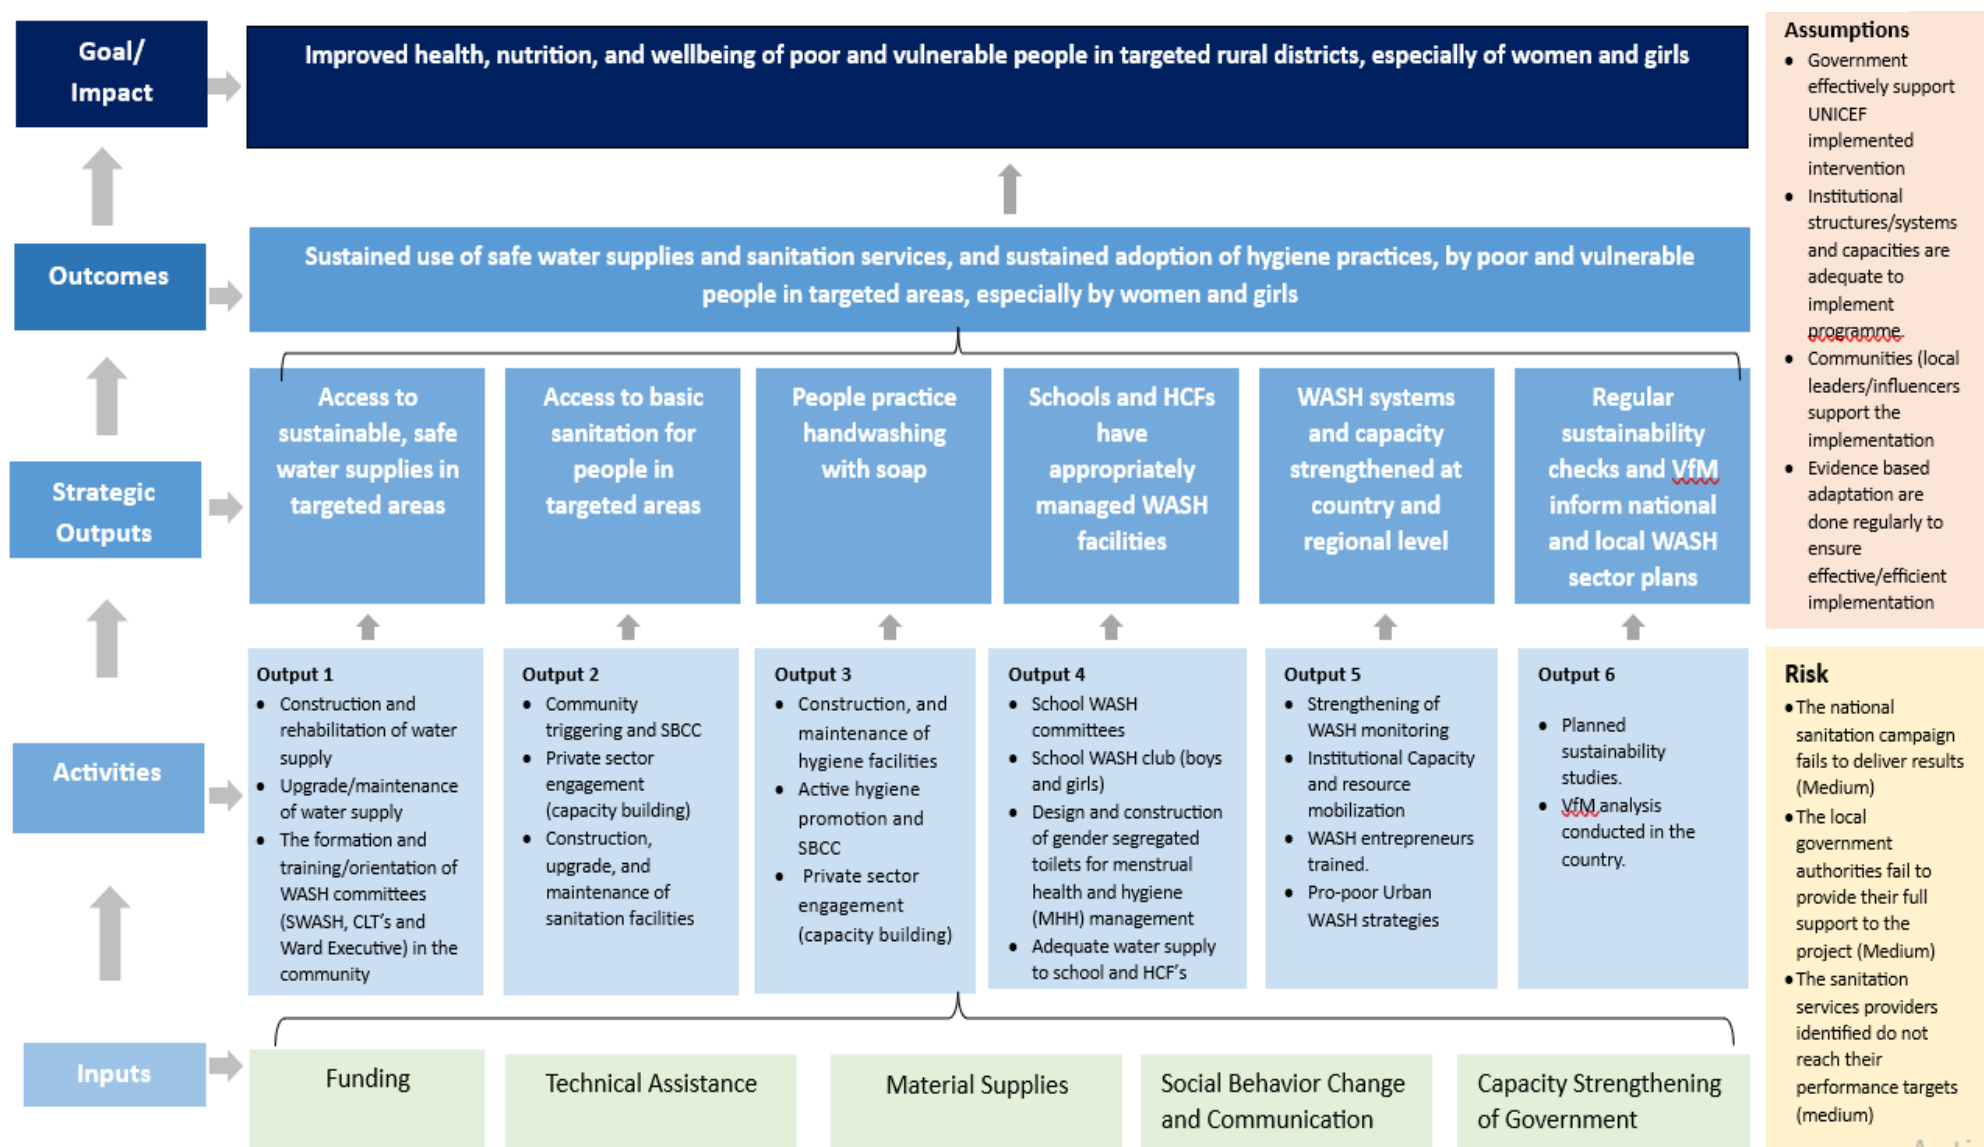 Goal/
Impact
Improved health, nutrition, and wellbeing of poor and vulnerable people in targeted rural districts, especially of women and girls
Outcomes
Sustained use of safe water supplies and sanitation services, and sustained adoption of hygiene practices, by poor and vulnerable
people in targeted areas, especially by women and girls
Strategic
Outputs
Access to
sustainable, safe
water supplies in
targeted areas
Access to basic
sanitation for
people in
targeted areas
People practice
handwashing
with soap
Schools and HCFs
have
appropriately
managed WASH
facilities
WASH systems
and capacity
strengthened at
country and
regional level
Regular
sustainability
checks and VfM
inform national
and local WASH
sector plans
Activities
Output 1
• Construction and
rehabilitation of water
supply
• Upgrade/maintenance
of water supply
• The formation and
training/orientation of
WASH committees
(SWASH, CLT's and
Ward Executive) in the
community
Output 2
• Community
triggering and SBCC
• Private sector
engagement
(capacity building)
• Construction,
upgrade, and
maintenance of
sanitation facilities
Output 3
• Construction, and
maintenance of
hygiene facilities
• Active hygiene
promotion and
SBCC
• Private sector
engagement
(capacity building)
Output 4
• School WASH
committees
• School WASH club (boys
and girls)
• Design and construction
of gender segregated
toilets for menstrual
health and hygiene
(MHH) management
• Adequate water supply
to school and HCF's
Output 5
• Strengthening of
WASH monitoring
• Institutional Capacity
and resource
mobilization
• WASH entrepreneurs
trained.
• Pro-poor Urban
WASH strategies
Output 6
• Planned
sustainability
studies.
• VfM analysis
conducted in the
country.
Inputs
Funding
Technical Assistance
Material Supplies
Social Behavior Change
and Communication
Capacity Strengthening
of Government
Assumptions
• Government
effectively support
UNICEF
implemented
intervention
• Institutional
structures/systems
and capacities are
adequate to
implement
programme.
• Communities (local
leaders/influencers
support the
implementation
• Evidence based
adaptation are
done regularly to
ensure
effective/efficient
implementation
Risk
• The national
sanitation campaign
fails to deliver results
(Medium)
• The local
government
authorities fail to
provide their full
support to the
project (Medium)
• The sanitation
services providers
identified do not
reach their
performance targets
(medium)